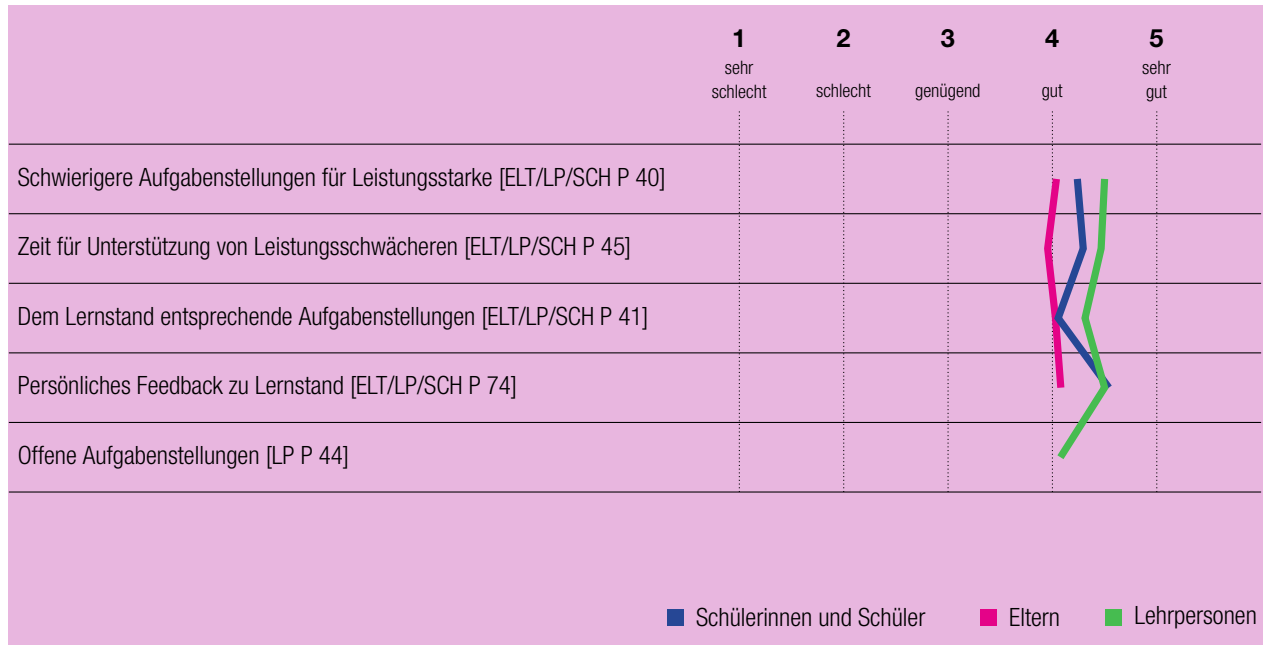 1 2 3 4 5
sehr schlecht schlecht genügend gut sehr gut
Schwierigere Aufgabenstellungen für Leistungsstarke [ELT/LP/SCH P 40]
Zeit für Unterstützung von Leistungsschwächeren [ELT/LP/SCH P 45]
Dem Lernstand entsprechende Aufgabenstellungen [ELT/LP/SCH P 41]
Persönliches Feedback zu Lernstand [ELT/LP/SCH P 74]
Offene Aufgabenstellungen [LP P 44]
Schülerinnen und Schüler Eltern Lehrpersonen